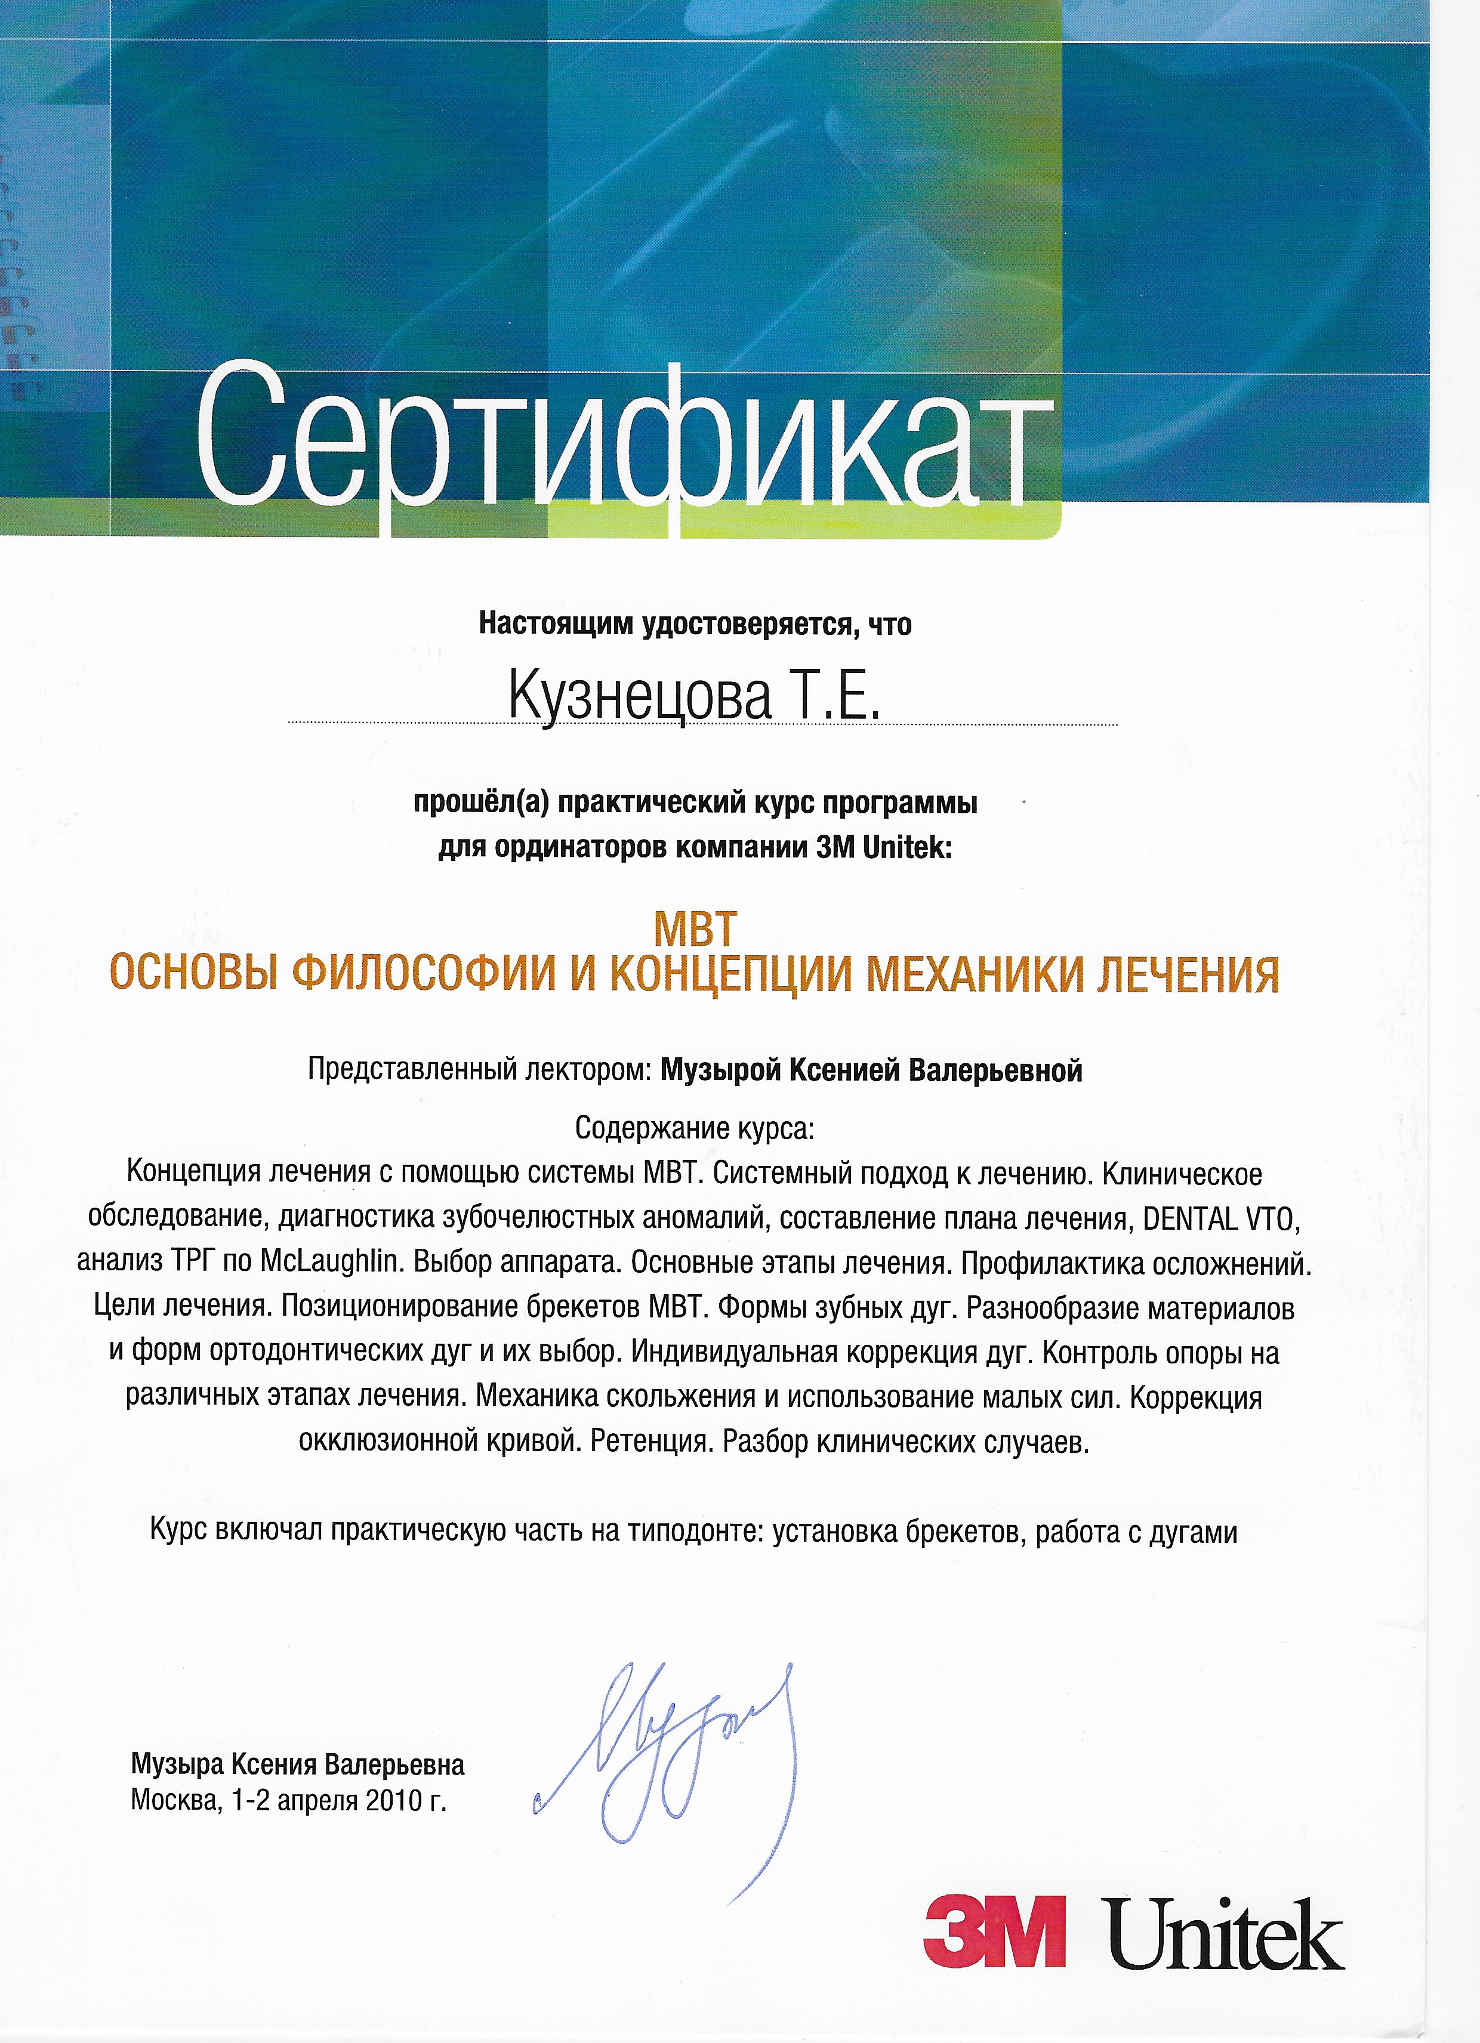 Сертификат
Настоящим удостоверяется, что
Кузнецова Т.Е.
прошёл(а) практический курс программы
для ординаторов компании 3M Unitek:
МВТ
ОСНОВЫ ФИЛОСОФИИ И КОНЦЕПЦИИ МЕХАНИКИ ЛЕЧЕНИЯ
Представленный лектором: Музырой Ксенией Валерьевной
Содержание курса:
Концепция лечения с помощью системы МВТ. Системный подход к лечению. Клиническое
обследование, диагностика зубочелюстных аномалий, составление плана лечения, DENTAL VTO,
анализ ТРГ по McLaughlin. Выбор аппарата. Основные этапы лечения. Профилактика осложнений.
Цели лечения. Позиционирование брекетов МВТ. Формы зубных дуг. Разнообразие материалов
и форм ортодонтических дуг и их выбор. Индивидуальная коррекция дуг. Контроль опоры на
различных этапах лечения. Механика скольжения и использование малых сил. Коррекция
окклюзионной кривой. Ретенция. Разбор клинических случаев.
Курс включал практическую часть на типодонте: установка брекетов, работа с дугами
Музыра Ксения Валерьевна
Москва, 1-2 апреля 2010 г.
3M Unitek